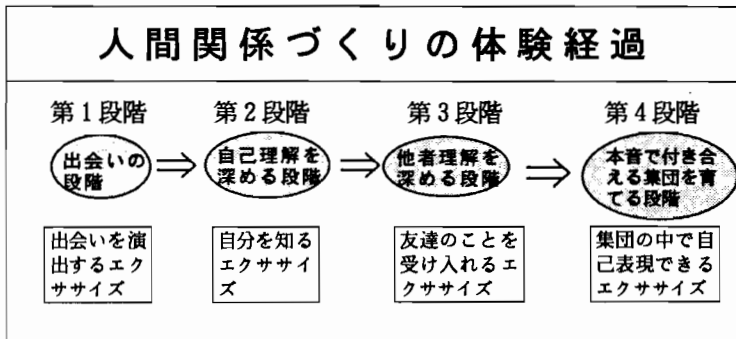 人間関係づくりの体験経過
第1段階
第2段階
第3段階
第4段階
出会いの
段階
⇒
自己理解を
深める段階
⇒
他者理解を
深める段階
⇒
本音で付き合
える集団を育
てる段階
出会いを演
出するエク
ササイズ
自分を知る
エクササイ
ズ
友達のことを
受け入れるエ
クササイズ
集団の中で自
己表現できる
エクササイズ